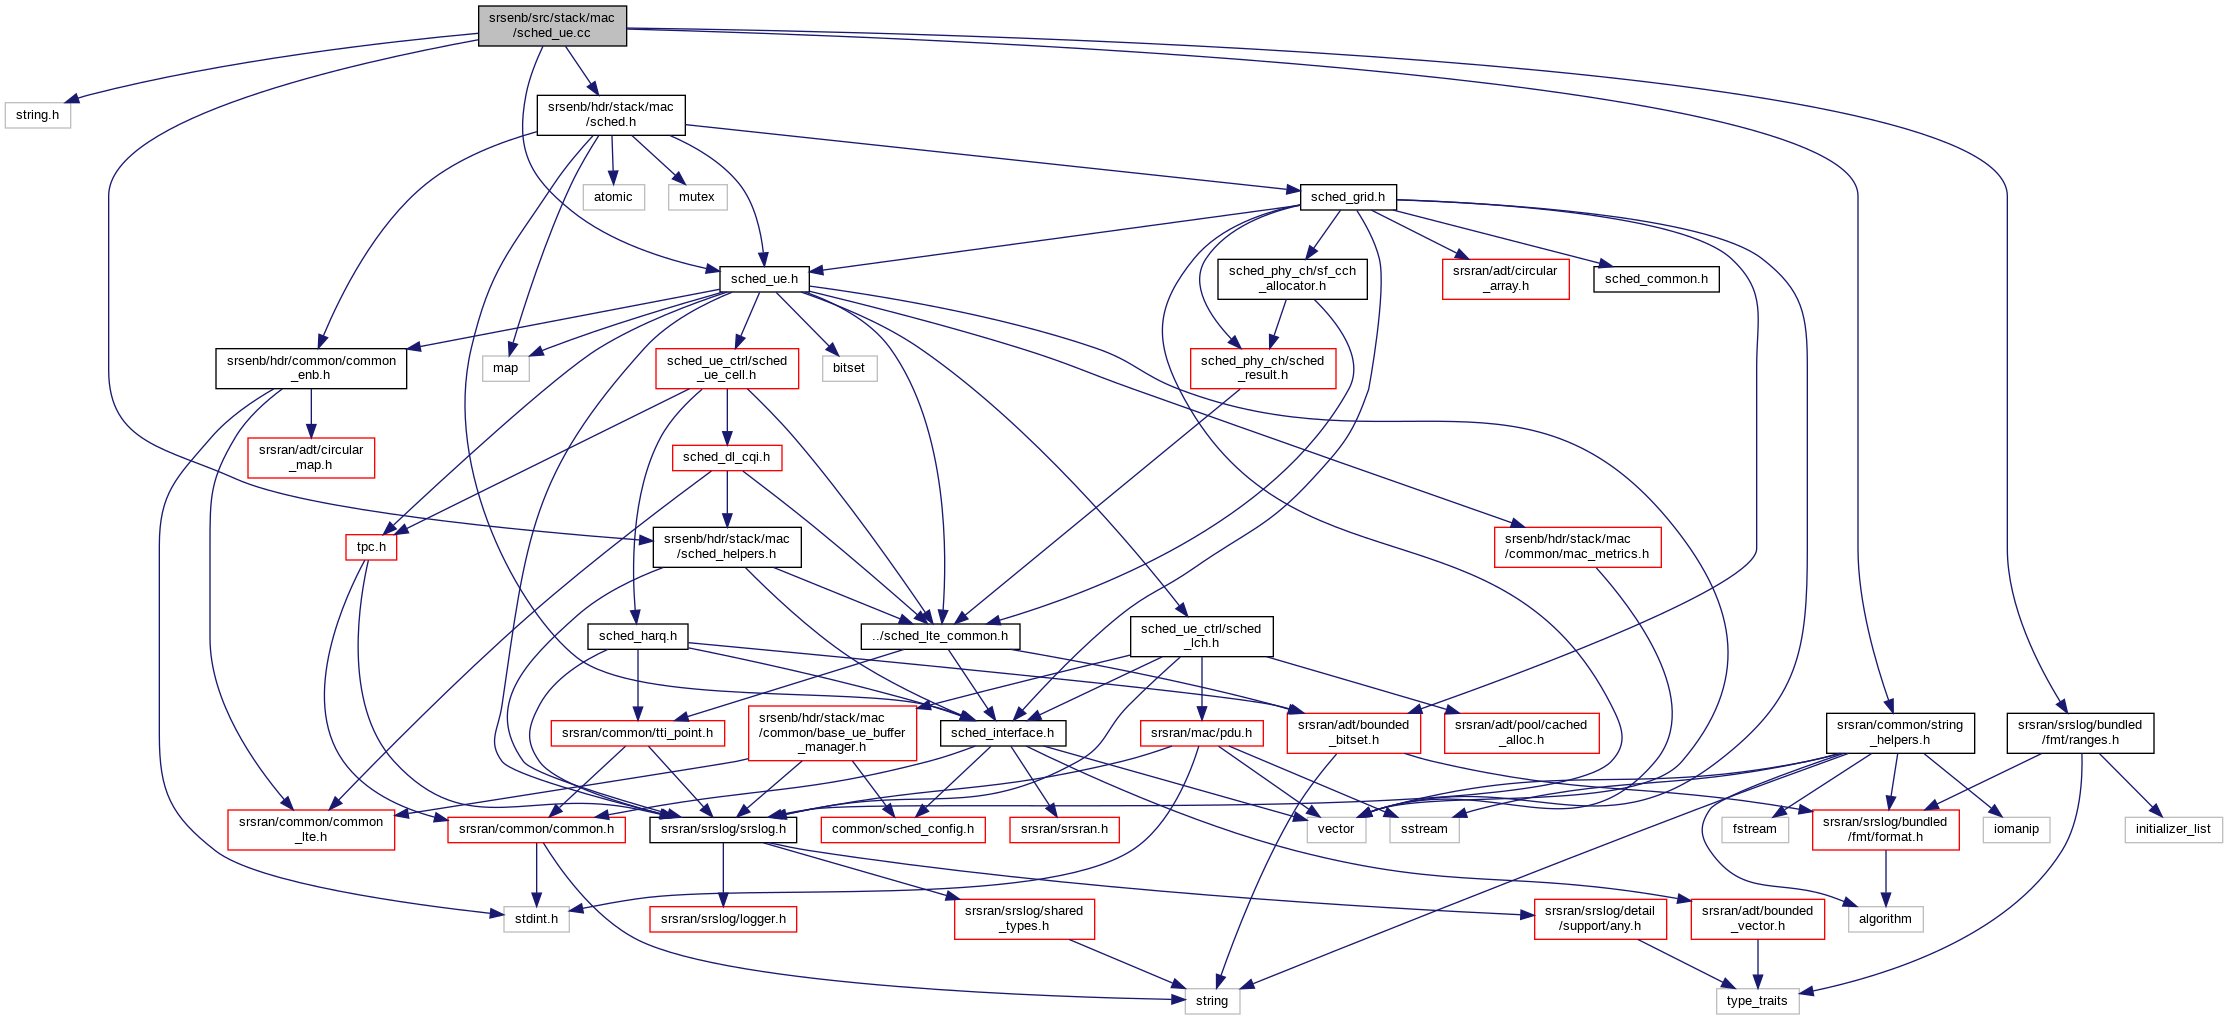 srsenb/src/stack/mac
/sched_ue.cc
string.h
srsenb/hdr/stack/mac
/sched.h
atomic
mutex
sched_grid.h
sched_ue.h
sched_phy_ch/sf_cch
_allocator.h
srsran/adt/circular
_array.h
sched_common.h
srsenb/hdr/common/common
_enb.h
map
sched_ue_ctrl/sched
_ue_cell.h
bitset
sched_phy_ch/sched
_result.h
srsran/adt/circular
_map.h
sched_dl_cqi.h
tpc.h
srsenb/hdr/stack/mac
/sched_helpers.h
srsenb/hdr/stack/mac
/common/mac_metrics.h
sched_harq.h
../sched_lte_common.h
sched_ue_ctrl/sched
_lch.h
srsran/common/tti_point.h
srsenb/hdr/stack/mac
/common/base_ue_buffer
_manager.h
sched_interface.h
srsran/mac/pdu.h
srsran/adt/bounded
_bitset.h
srsran/adt/pool/cached
_alloc.h
srsran/common/string
_helpers.h
srsran/srslog/bundled
/fmt/ranges.h
srsran/common/common
_lte.h
srsran/common/common.h
srsran/srslog/srslog.h
common/sched_config.h
srsran/srsran.h
vector
sstream
fstream
srsran/srslog/bundled
/fmt/format.h
iomanip
initializer_list
stdint.h
srsran/srslog/logger.h
srsran/srslog/shared
_types.h
srsran/srslog/detail
/support/any.h
srsran/adt/bounded
_vector.h
algorithm
string
type_traits